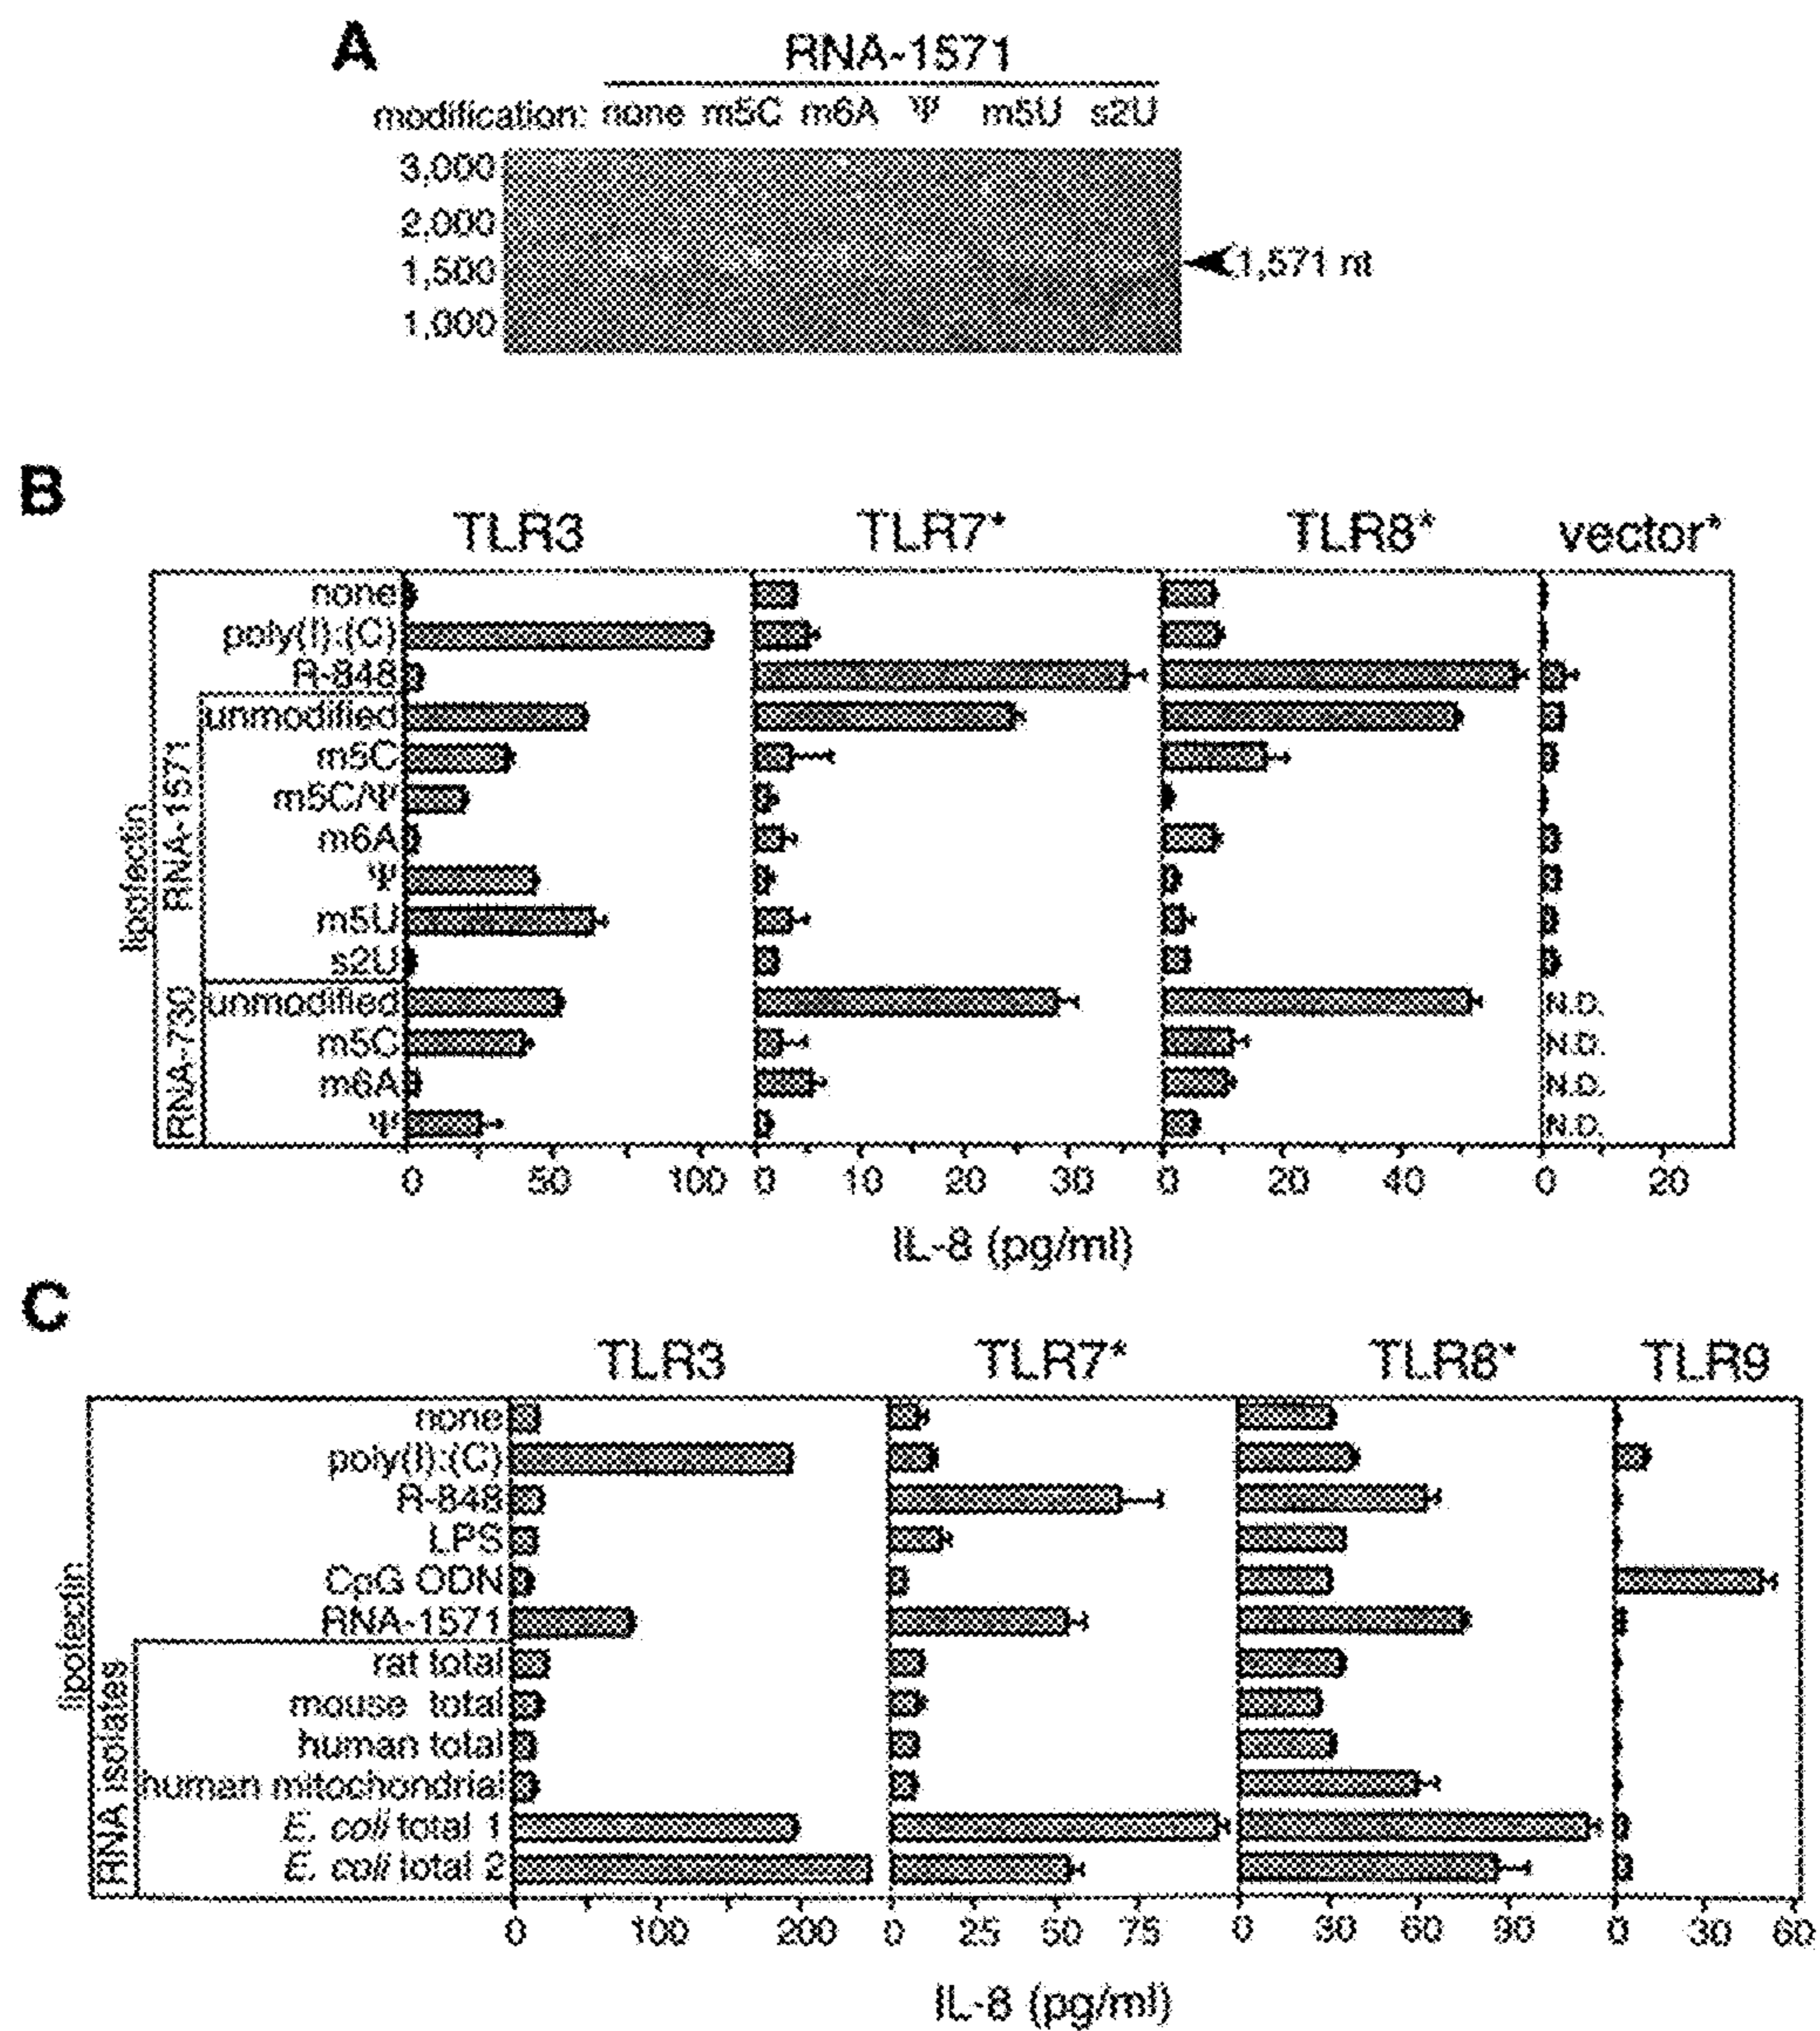 A
RNA-1571
modification: none m5C m6A Ψ m5U s2U
3,000
2,000
1,500
1,000
1,571 nt
B
TLR3 TLR7* TLR8* vector*
lipofectin
RNA-1571
RNA-730
none
poly(I):(C)
R-848
unmodified
m5C
m5C/Ψ
m6A
Ψ
m5U
s2U
unmodified N.D.
m5C N.D.
m6A N.D.
Ψ N.D.
0 50 100 0 10 20 30 0 20 40 0 20
IL-8 (pg/ml)
C
TLR3 TLR7* TLR8* TLR9
lipofectin
RNA isolates
none
poly(I):(C)
R-848
LPS
CpG ODN
RNA-1571
rat total
mouse total
human total
human mitochondrial
E. coli total 1
E. coli total 2
0 100 200 0 25 50 75 0 30 60 90 0 30 60
IL-8 (pg/ml)